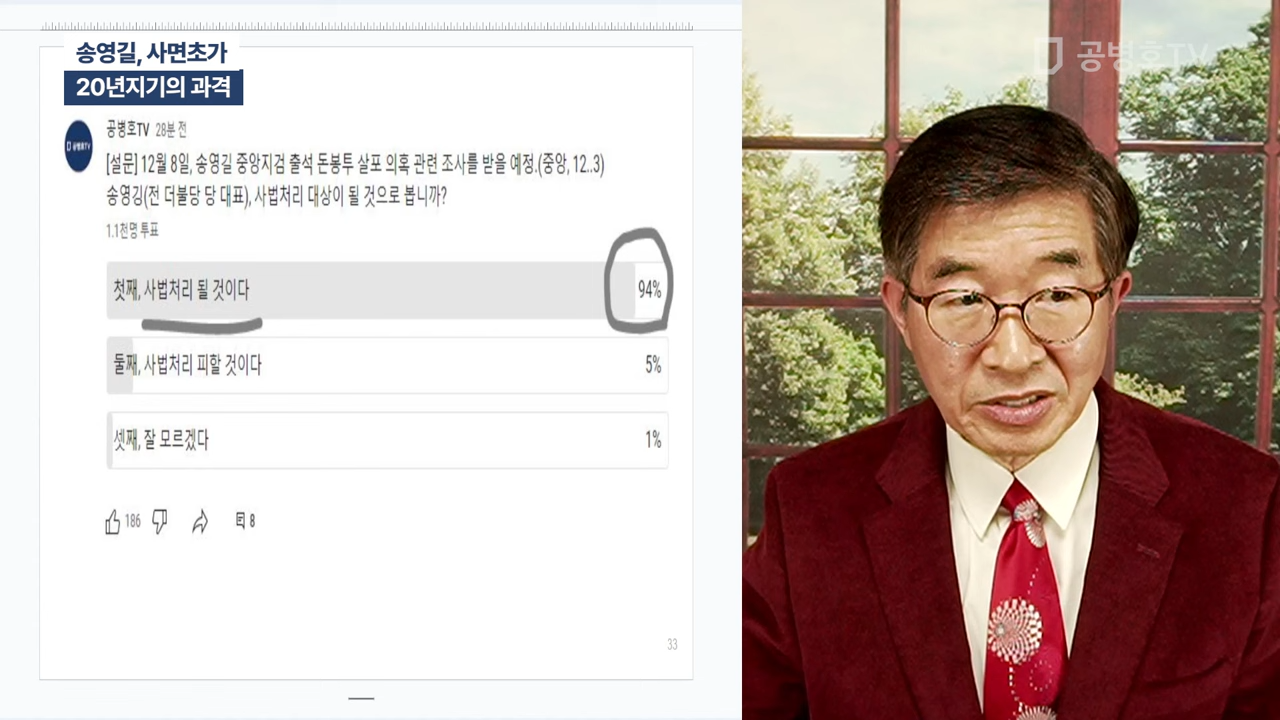 송영길, 사면초가
20년지기의 과격
공병호TV
공병호TV
공병호TV 28분 전
[설문] 12월 8일, 송영길 중앙지검 출석 돈봉투 살포 의혹 관련 조사를 받을 예정.(중앙, 12..3)
송영깅(전 더불당 당 대표), 사법처리 대상이 될 것으로 봅니까?
1.1천명 투표
첫째, 사법처리 될 것이다 94%
둘째, 사법처리 피할 것이다 5%
셋째, 잘 모르겠다 1%
186 8
33